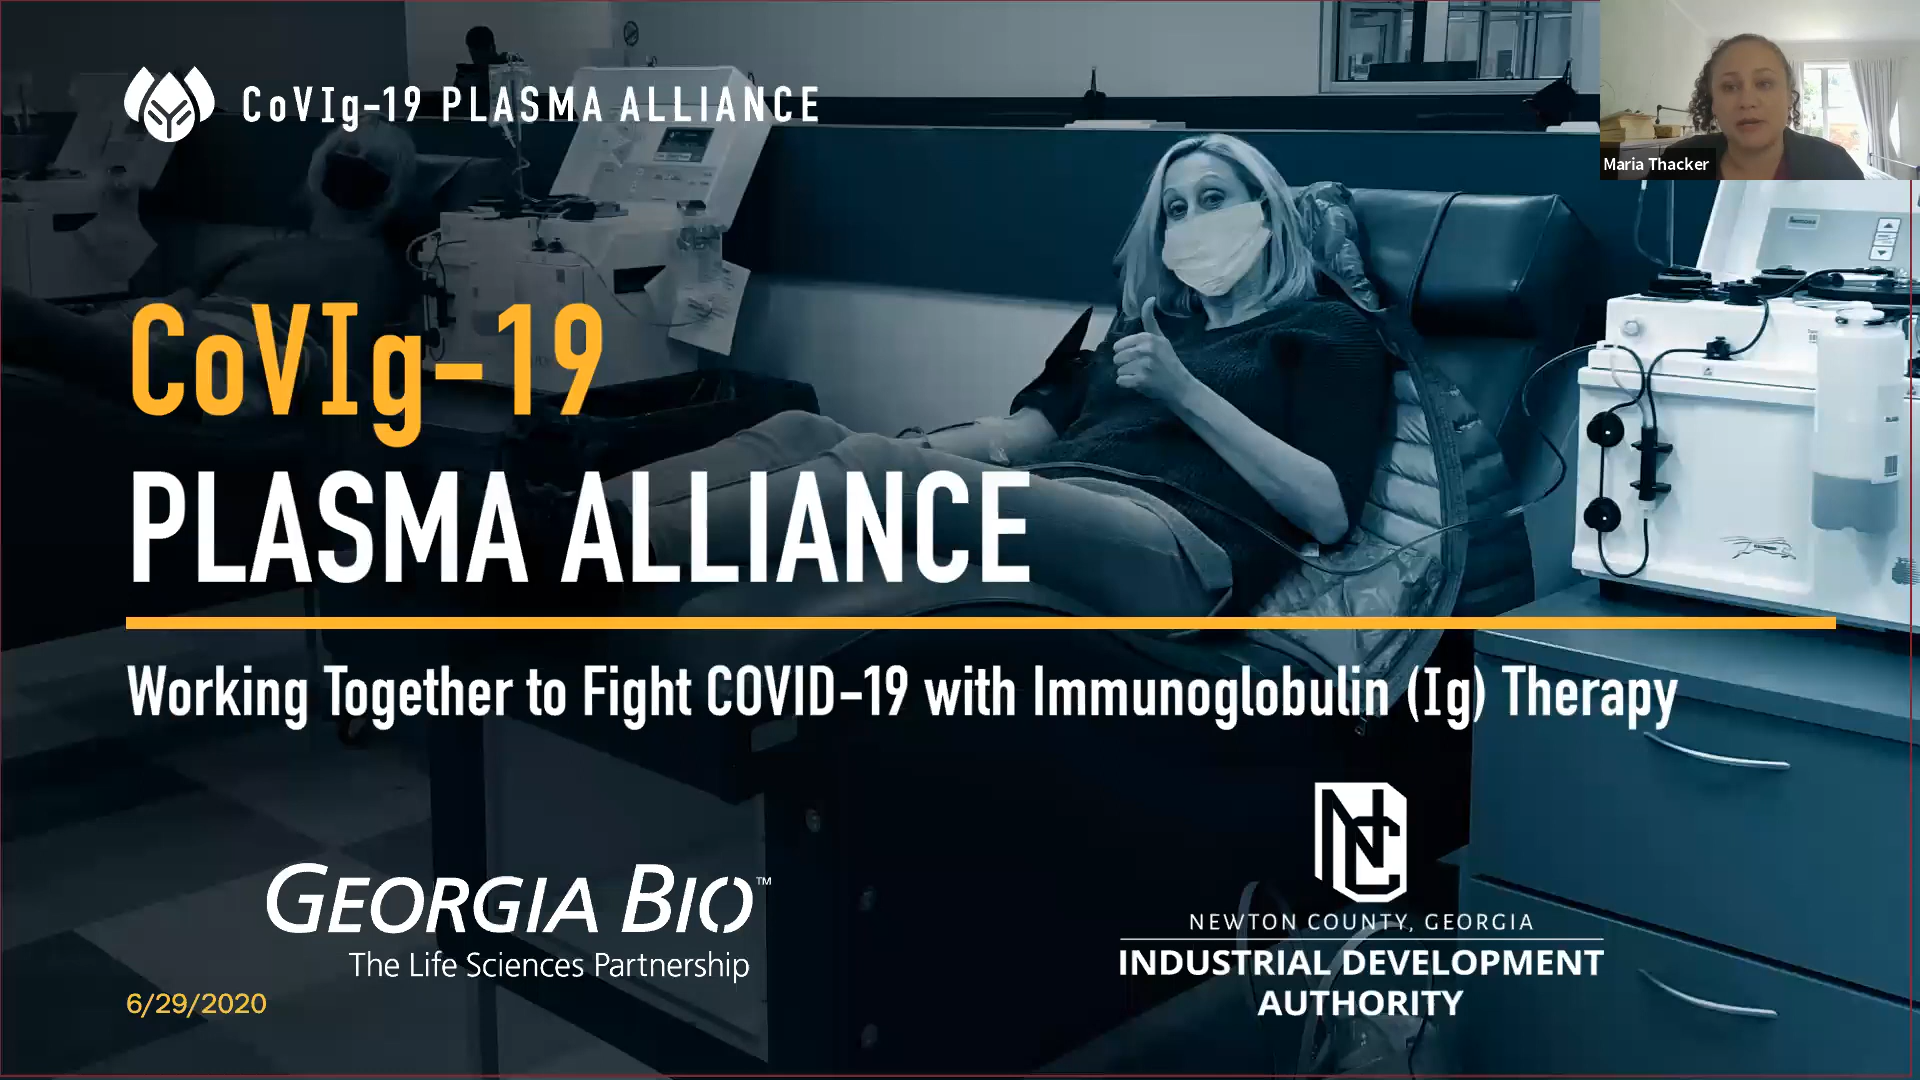 CoVIg-19 PLASMA ALLIANCE
Maria Thacker
CoVIg-19
PLASMA ALLIANCE
Working Together to Fight COVID-19 with Immunoglobulin (Ig) Therapy
GEORGIA BIO™
The Life Sciences Partnership
6/29/2020
NC
NEWTON COUNTY, GEORGIA
INDUSTRIAL DEVELOPMENT
AUTHORITY